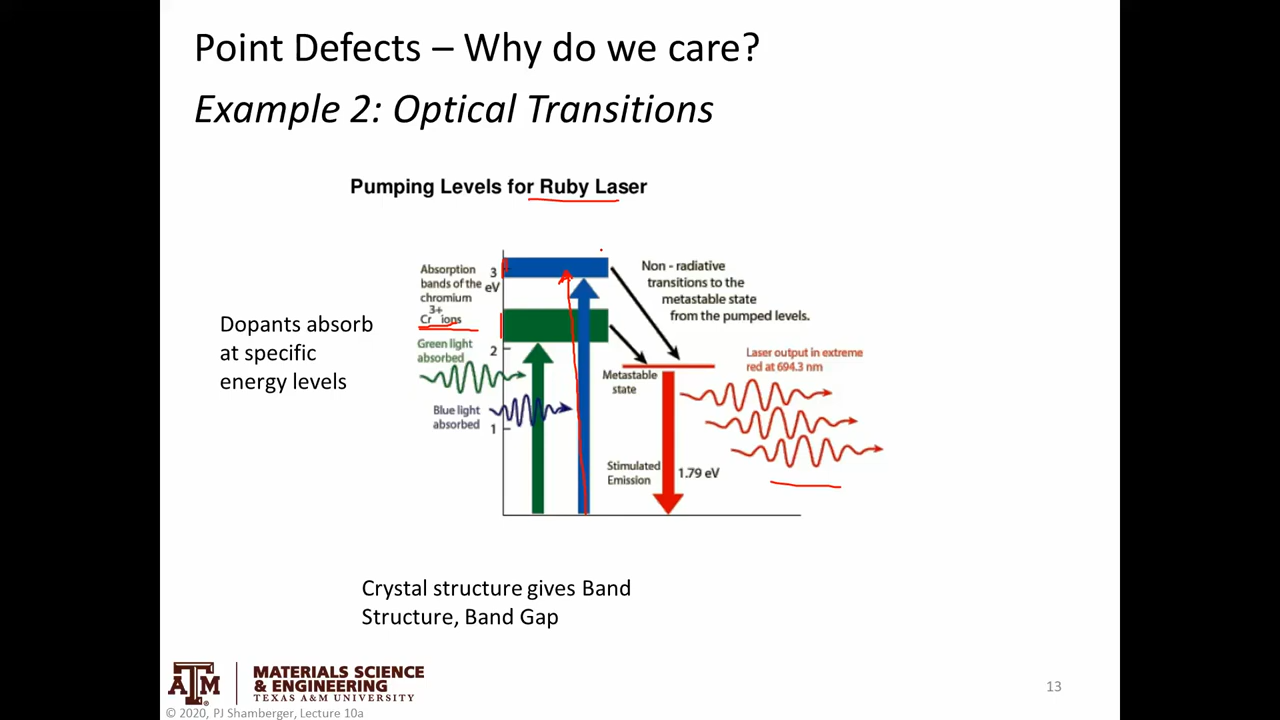 Point Defects – Why do we care?
Example 2: Optical Transitions
Pumping Levels for Ruby Laser
Absorption
bands of the
chromium
3+
Cr ions
3
eV
2
1
Green light
absorbed
Blue light
absorbed
Non - radiative
transitions to the
metastable state
from the pumped levels.
Metastable
state
Laser output in extreme
red at 694.3 nm
Stimulated
Emission
1.79 eV
Dopants absorb
at specific
energy levels
Crystal structure gives Band
Structure, Band Gap
ATM
MATERIALS SCIENCE
& ENGINEERING
TEXAS A&M UNIVERSITY
© 2020, PJ Shamberger, Lecture 10a
13